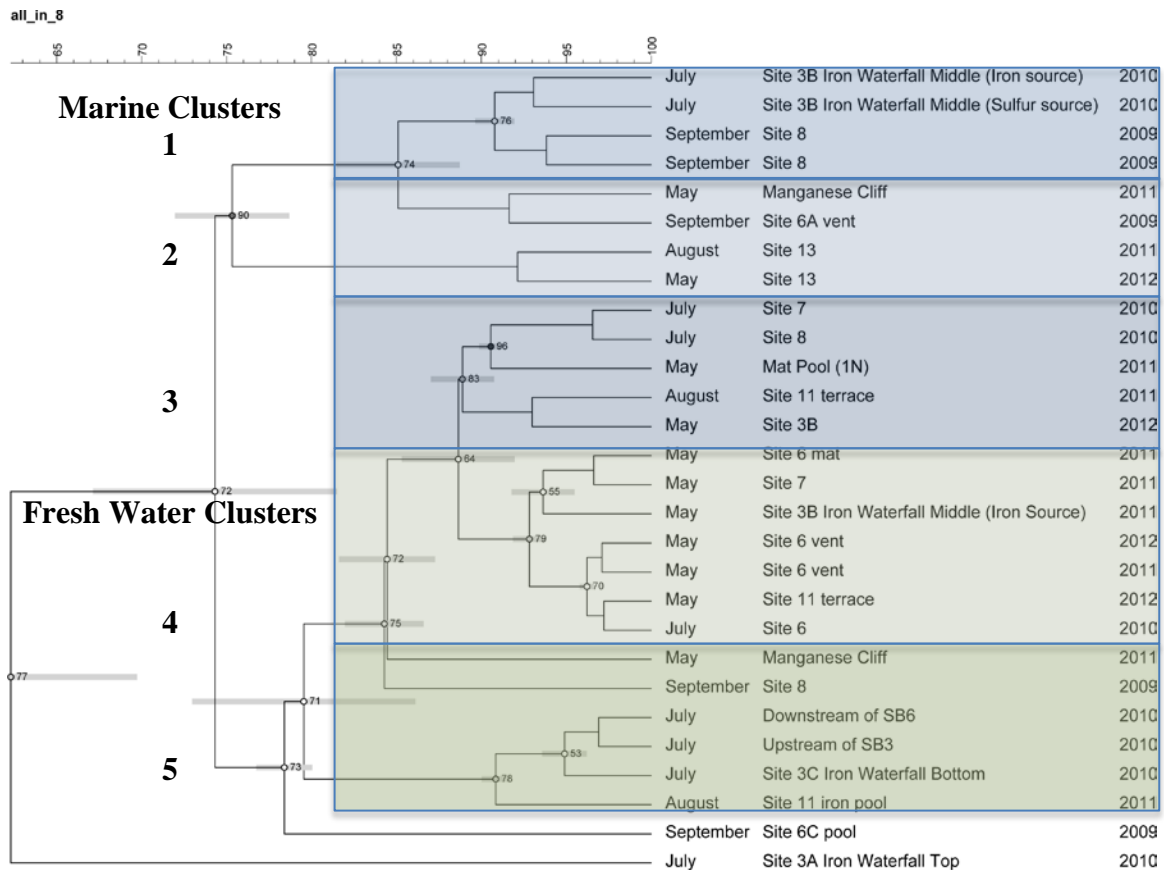 all_in_8
65 70 75 80 85 90 95 100
Marine Clusters
1
2
3
Fresh Water Clusters
4
5
July Site 3B Iron Waterfall Middle (Iron source) 2010
July Site 3B Iron Waterfall Middle (Sulfur source) 2010
September Site 8 2009
September Site 8 2009
May Manganese Cliff 2011
September Site 6A vent 2009
August Site 13 2011
May Site 13 2012
July Site 7 2010
July Site 8 2010
May Mat Pool (1N) 2011
August Site 11 terrace 2011
May Site 3B 2012
May Site 6 mat 2011
May Site 7 2011
May Site 3B Iron Waterfall Middle (Iron Source) 2011
May Site 6 vent 2012
May Site 6 vent 2011
May Site 11 terrace 2012
July Site 6 2010
May Manganese Cliff 2011
September Site 8 2009
July Downstream of SB6 2010
July Upstream of SB3 2010
July Site 3C Iron Waterfall Bottom 2010
August Site 11 iron pool 2011
September Site 6C pool 2009
July Site 3A Iron Waterfall Top 2010
76
74
90
96
83
64
72
55
79
70
72
75
71
53
73
78
77